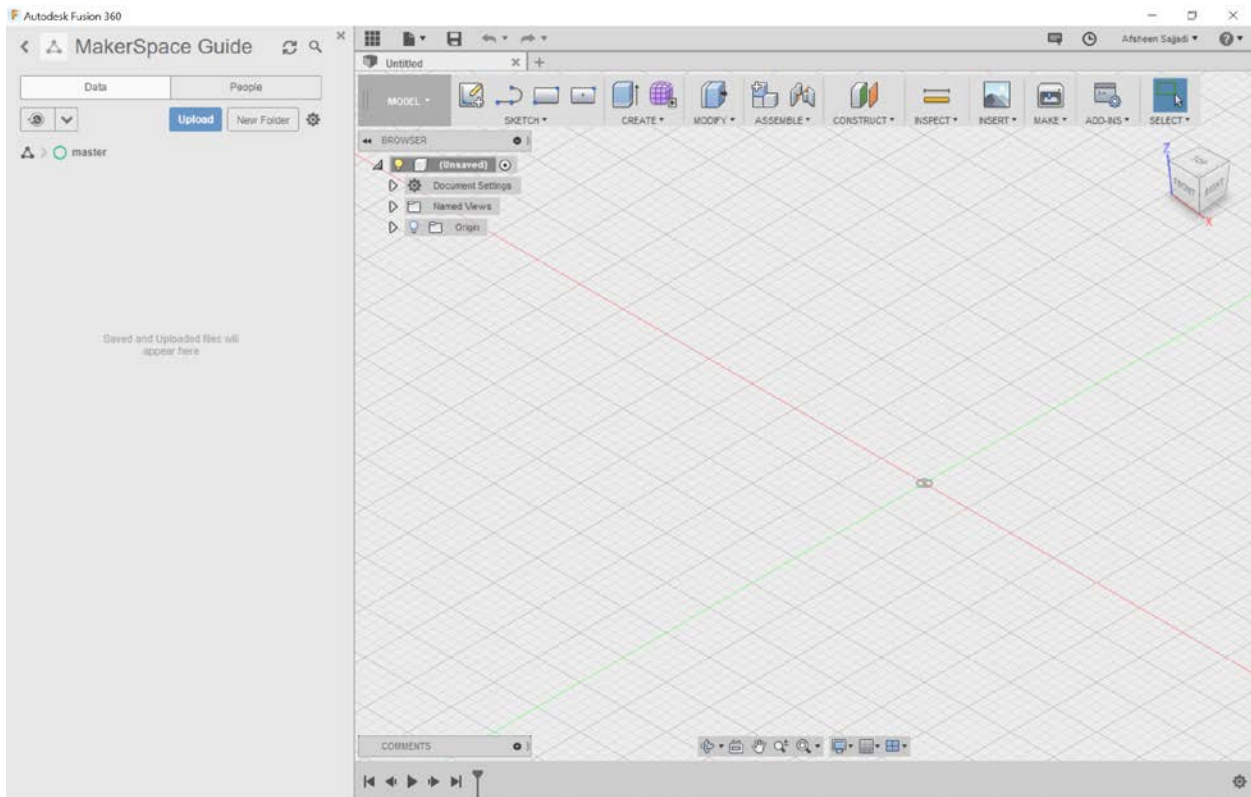 Autodesk Fusion 360
MakerSpace Guide
Data People
Upload New Folder
master
Saved and Uploaded files will
appear here
Afsheen Sajadi
Untitled
MODEL
SKETCH CREATE MODIFY ASSEMBLE CONSTRUCT INSPECT INSERT MAKE ADD-INS SELECT
BROWSER
(Unsaved)
Document Settings
Named Views
Origin
Z
TOP
FRONT RIGHT
X
COMMENTS